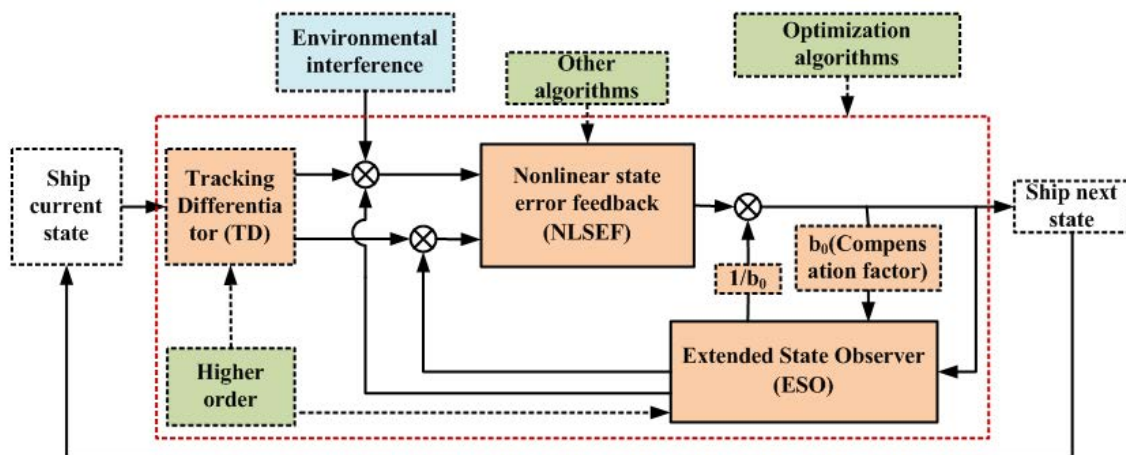 Environmental
interference
Optimization
algorithms
Other
algorithms
Ship
current
state
Tracking
Differentia
tor (TD)
Nonlinear state
error feedback
(NLSEF)
Ship next
state
b₀(Compens
ation factor)
1/b₀
Higher
order
Extended State Observer
(ESO)